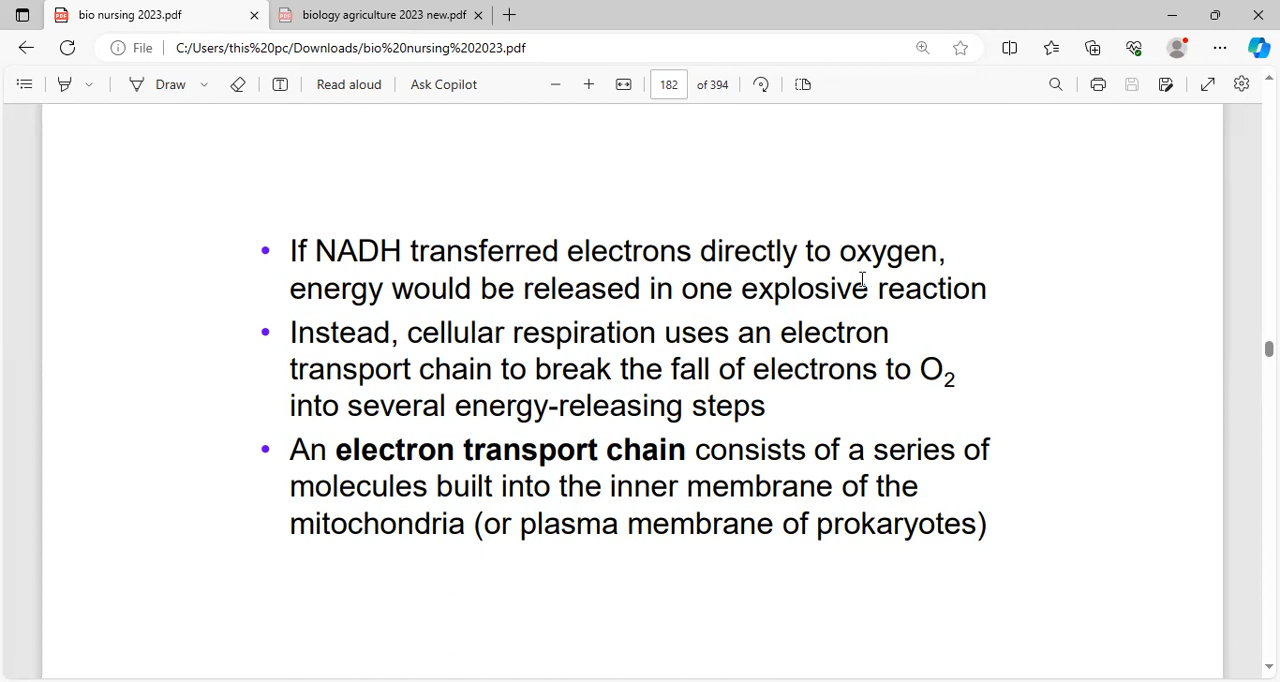 bio nursing 2023.pdf
biology agriculture 2023 new.pdf
File C:/Users/this%20pc/Downloads/bio%20nursing%202023.pdf
Draw Read aloud Ask Copilot 182 of 394
• If NADH transferred electrons directly to oxygen,
energy would be released in one explosive reaction
• Instead, cellular respiration uses an electron
transport chain to break the fall of electrons to O₂
into several energy-releasing steps
• An electron transport chain consists of a series of
molecules built into the inner membrane of the
mitochondria (or plasma membrane of prokaryotes)